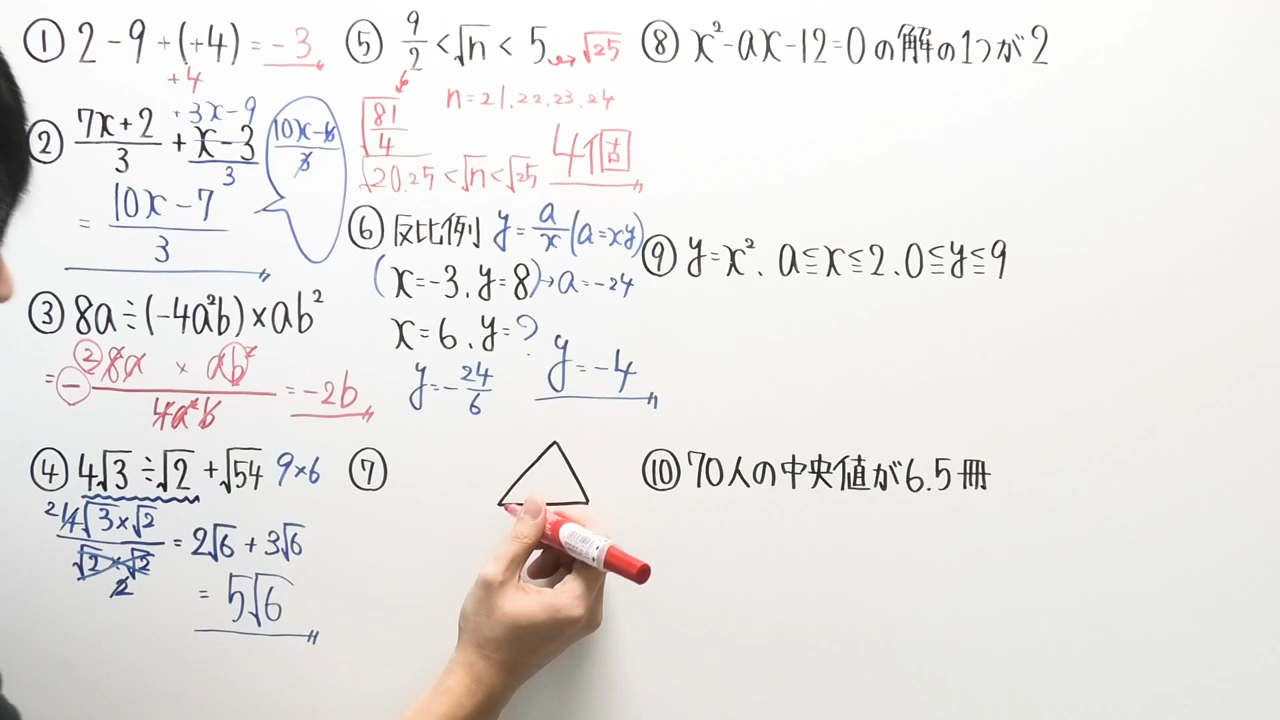 ① 2-9+(+4)=-3
+4
② 7x+2/3 + x-3 +3x-9/3
10x-6/3
= 10x-7/3
③ 8a÷(-4a²b)×ab²
= - ②8a × ab²/4a²b = -2b
④ 4√3÷√2+√54 9×6
2 4√3×√2/√2×√2 = 2√6+3√6
2
= 5√6
⑤ 9/2<√n<5 ↔ √25
n=21.22.23.24
√81/4
√20.25<√n<√25 4個
⑥ 反比例 y=a/x (a=xy)
(x=-3.y=8)→a=-24
x=6、y=?
y=-24/6 y=-4
⑦
⑧ x²-ax-12=0の解の1つが2
⑨ y=x²、a≦x≦2.0≦y≦9
⑩ 70人の中央値が6.5冊